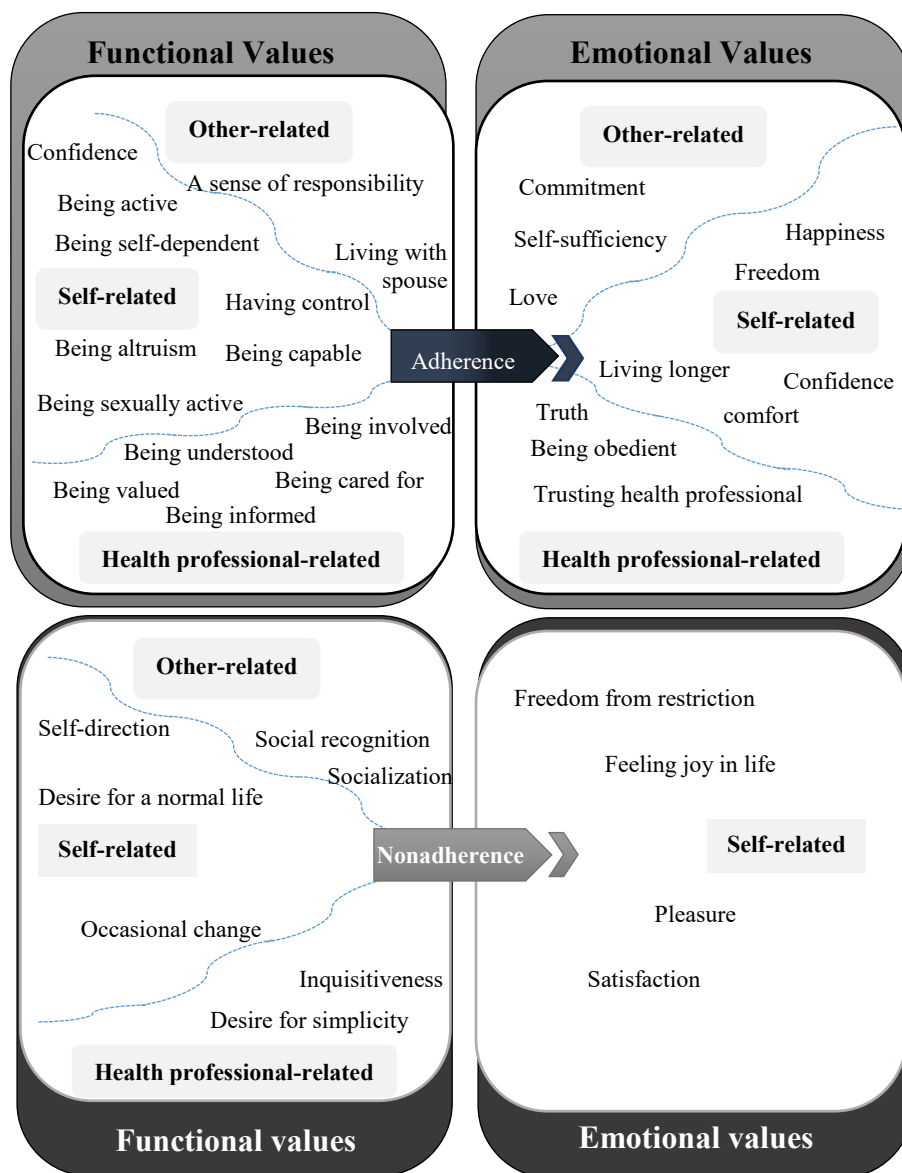 Functional Values
Other-related
Confidence
A sense of responsibility
Being active
Being self-dependent
Living with
spouse
Self-related
Having control
Being altruism
Being capable
Being sexually active
Being involved
Being understood
Being cared for
Being valued
Being informed
Health professional-related
Adherence
Emotional Values
Other-related
Commitment
Self-sufficiency
Happiness
Freedom
Love
Self-related
Living longer
Confidence
comfort
Truth
Being obedient
Trusting health professional
Health professional-related
Other-related
Self-direction
Social recognition
Socialization
Desire for a normal life
Self-related
Nonadherence
Occasional change
Inquisitiveness
Desire for simplicity
Health professional-related
Functional values
Freedom from restriction
Feeling joy in life
Self-related
Pleasure
Satisfaction
Emotional values